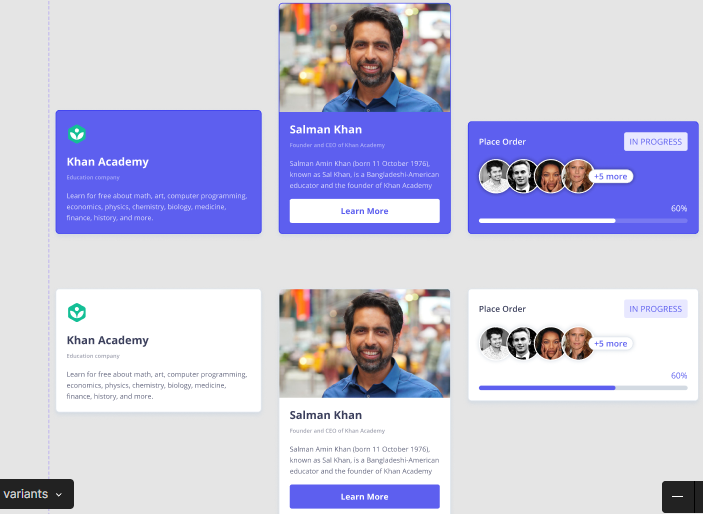 Khan Academy
Education company
Learn for free about math, art, computer programming,
economics, physics, chemistry, biology, medicine,
finance, history, and more.
Salman Khan
Founder and CEO of Khan Academy
Salman Amin Khan (born 11 October 1976),
known as Sal Khan, is a Bangladeshi-American
educator and the founder of Khan Academy
Learn More
Place Order
IN PROGRESS
+5 more
60%
Khan Academy
Education company
Learn for free about math, art, computer programming,
economics, physics, chemistry, biology, medicine,
finance, history, and more.
Salman Khan
Founder and CEO of Khan Academy
Salman Amin Khan (born 11 October 1976),
known as Sal Khan, is a Bangladeshi-American
educator and the founder of Khan Academy
Learn More
Place Order
IN PROGRESS
+5 more
60%
variants